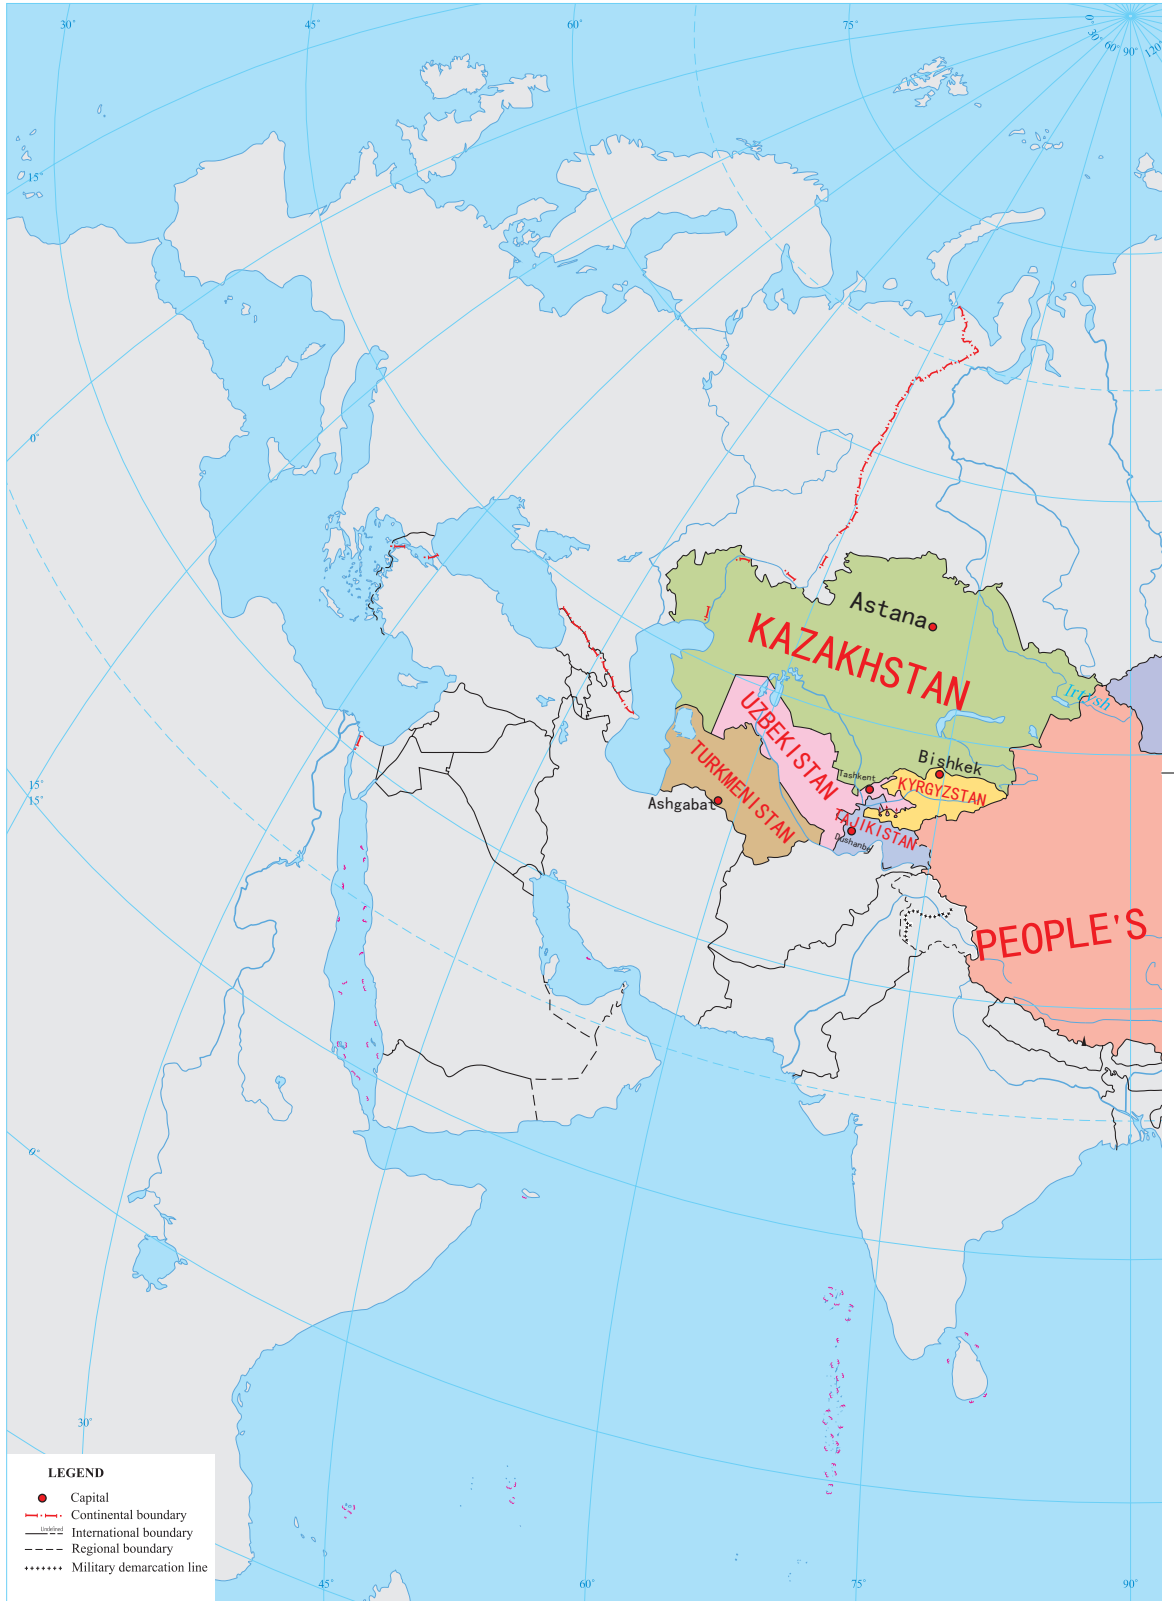 30°
45°
60°
75°
0°
30°
60°
90°
120°
15°
0°
15°
15°
0°
30°
45°
60°
75°
90°
Astana
KAZAKHSTAN
Irtysh
UZBEKISTAN
TURKMENISTAN
Bishkek
Tashkent
KYRGYZSTAN
Ashgabat
TAJIKISTAN
Dushanbe
PEOPLE'S
LEGEND
Capital
Continental boundary
Undefined
International boundary
Regional boundary
Military demarcation line